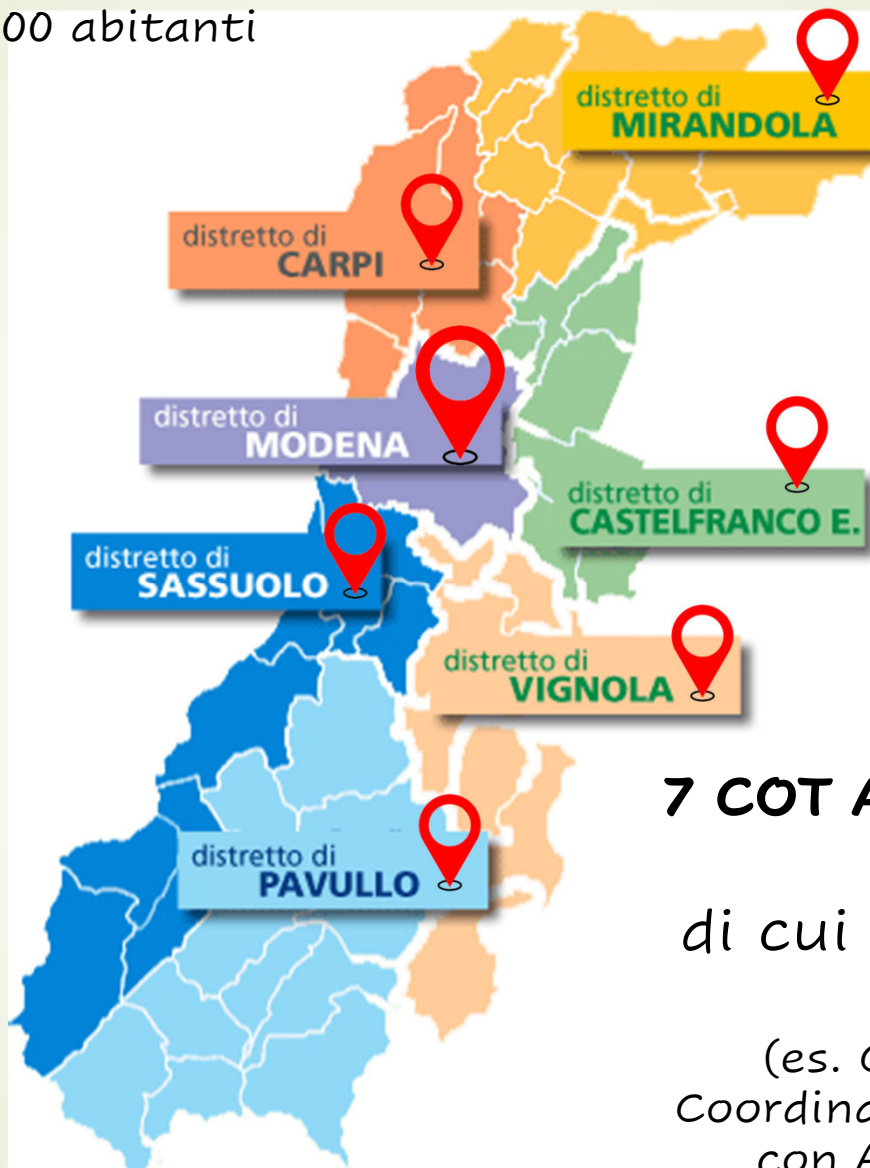 00 abitanti
distretto di
MIRANDOLA
distretto di
CARPI
distretto di
MODENA
distretto di
CASTELFRANCO E.
distretto di
SASSUOLO
distretto di
VIGNOLA
7 COT A
distretto di
PAVULLO
di cui
(es. C
Coordina
con A